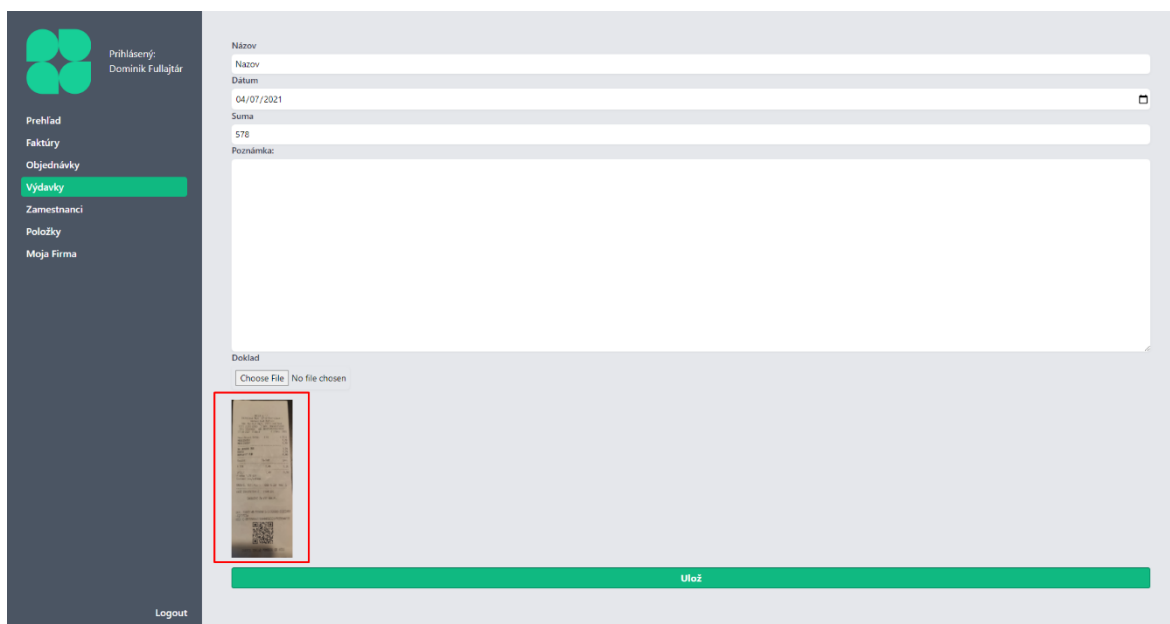 Prihlásený:
Dominik Fullajtár
Prehľad
Faktúry
Objednávky
Výdavky
Zamestnanci
Položky
Moja Firma
Logout
Názov
Nazov
Dátum
04/07/2021
Suma
578
Poznámka:
Doklad
Choose File No file chosen
Ulož